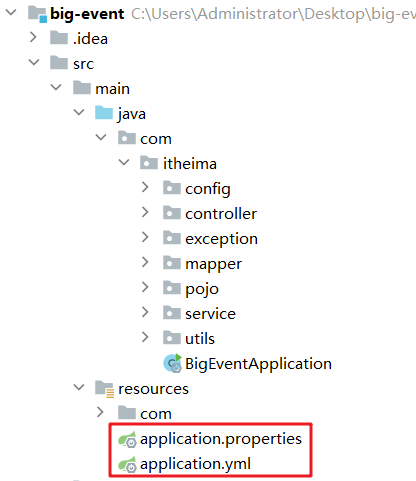 big-event C:\Users\Administrator\Desktop\big-ev
.idea
src
main
java
com
itheima
config
controller
exception
mapper
pojo
service
utils
BigEventApplication
resources
com
application.properties
application.yml